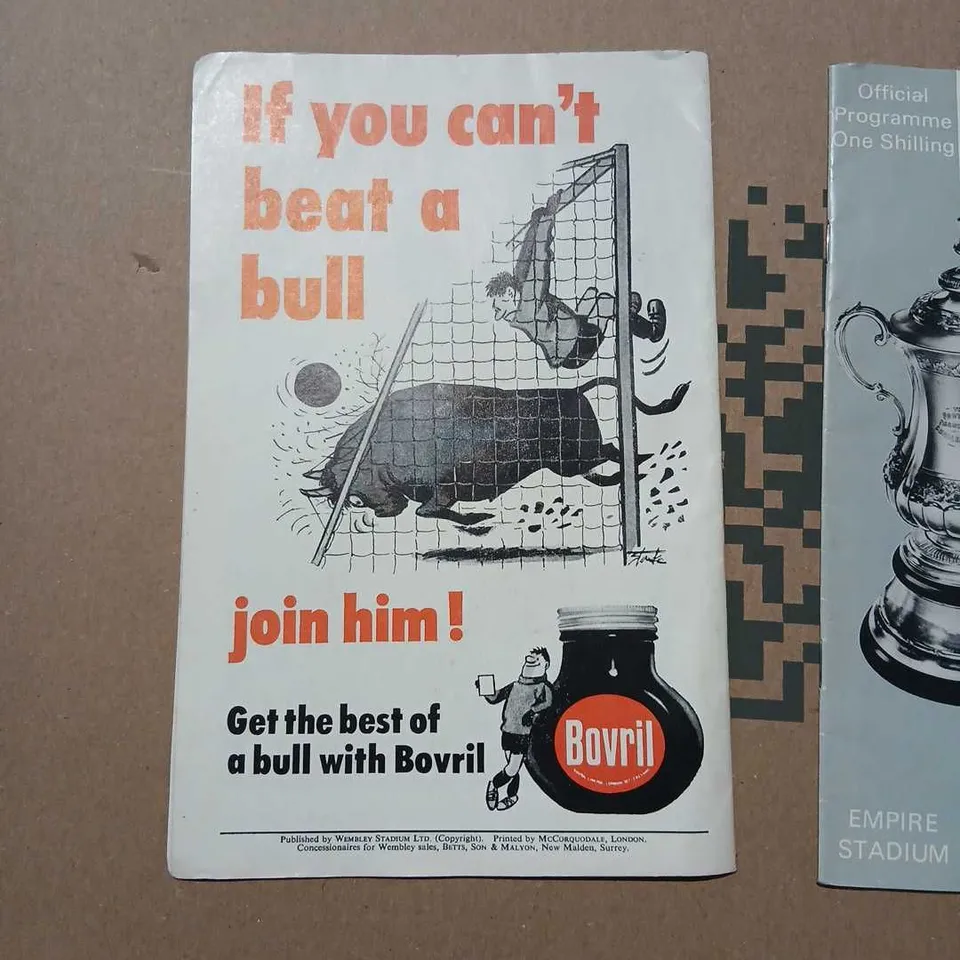 If you can't
beat a
bull
join him!
Get the best of
a bull with Bovril
Bovril
Published by WEMBLEY STADIUM LTD. (Copyright). Printed by McCORQUODALE, LONDON.
Concessionaires for Wembley sales, BETTS, SON & MALYON, New Malden, Surrey.
Official
Programme
One Shilling
EMPIRE
STADIUM